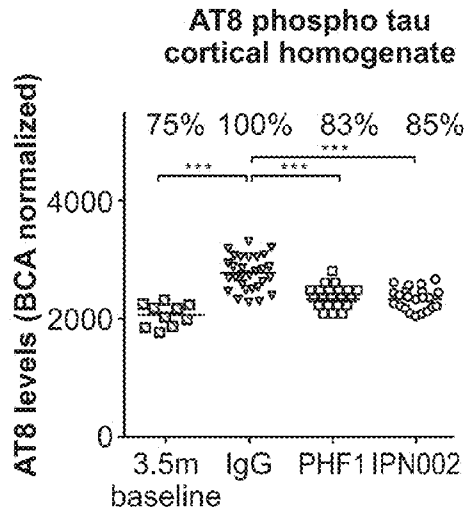 AT8 phospho tau
cortical homogenate
AT8 levels (BCA normalized)
75% 100% 83% 85%
***
*** ***
4000
2000
0
3.5m IgG PHF1 IPN002
baseline